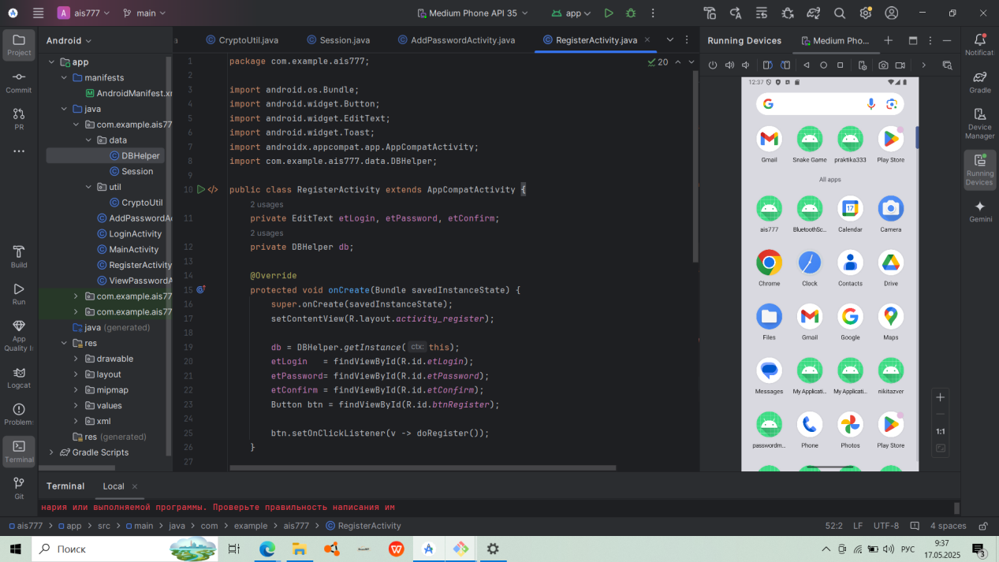 A ais777
main
Medium Phone API 35
app
Project
Commit
PR
Build
Run
App
Quality I
Logcat
Problem
Terminal
Git
Android
app
manifests
AndroidManifest.xr
java
com.example.ais77
data
DBHelper
Session
util
CryptoUtil
AddPasswordA
LoginActivity
MainActivity
RegisterActivity
ViewPasswordA
com.example.ais77
com.example.ais77
java (generated)
res
drawable
layout
mipmap
values
xml
res (generated)
Gradle Scripts
CryptoUtil.java
Session.java
AddPasswordActivity.java
RegisterActivity.java
20
1 package com.example.ais777;
2
3 import android.os.Bundle;
4 import android.widget.Button;
5 import android.widget.EditText;
6 import android.widget.Toast;
7 import androidx.appcompat.app.AppCompatActivity;
8 import com.example.ais777.data.DBHelper;
9
10 public class RegisterActivity extends AppCompatActivity {
2 usages
11 private EditText etLogin, etPassword, etConfirm;
2 usages
12 private DBHelper db;
13
14 @Override
15 protected void onCreate(Bundle savedInstanceState) {
16 super.onCreate(savedInstanceState);
17 setContentView(R.layout.activity_register);
18
19 db = DBHelper.getInstance( ctx: this);
20 etLogin = findViewById(R.id.etLogin);
21 etPassword= findViewById(R.id.etPassword);
22 etConfirm = findViewById(R.id.etConfirm);
23 Button btn = findViewById(R.id.btnRegister);
24
25 btn.setOnClickListener(v -> doRegister());
26 }
27
Running Devices
Medium Pho...
12:37
Gmail
Snake Game
praktika333
Play Store
All apps
ais777
BluetoothSc...
Calendar
Camera
Chrome
Clock
Contacts
Drive
Files
Gmail
Google
Maps
Messages
My Applicati...
My Applicati...
nikitazver
passwordm...
Phone
Photos
Play Store
1:1
Notificat
Gradle
Device
Manager
Running
Devices
Gemini
Terminal
Local
нария или выполняемой программы. Проверьте правильность написания им
ais777 > app > src > main > java > com > example > ais777 > RegisterActivity
52:2
LF
UTF-8
4 spaces
Поиск
РУС
9:37
17.05.2025
3